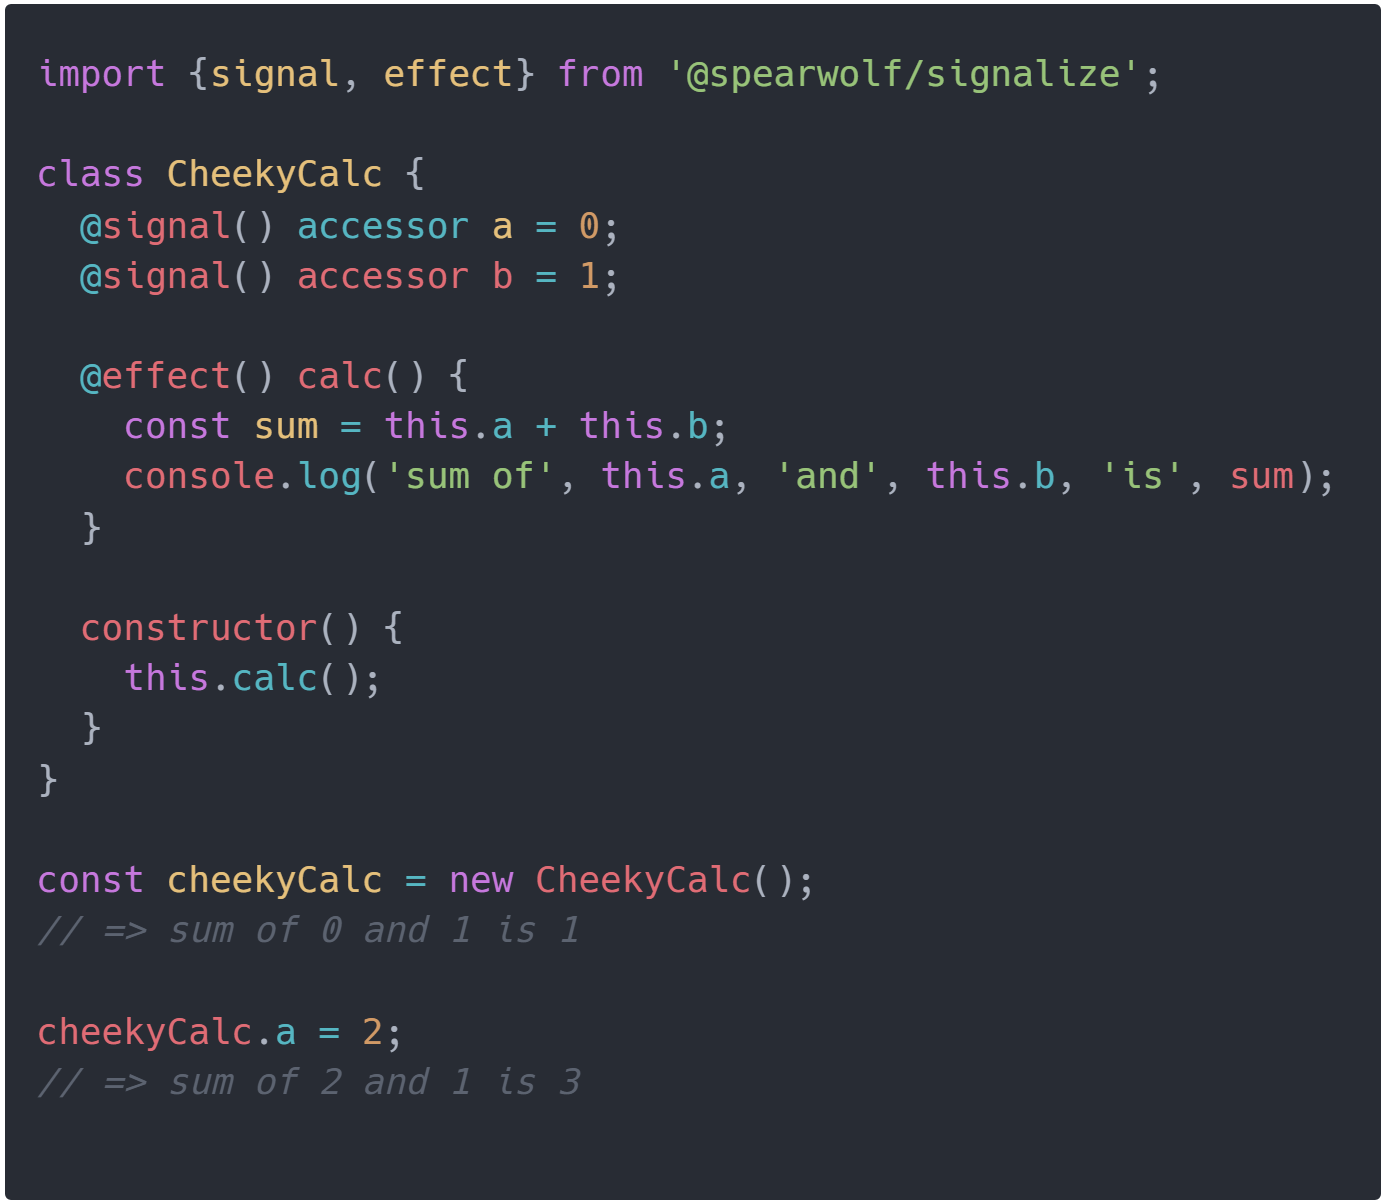 import {signal, effect} from '@spearwolf/signalize';
class CheekyCalc {
@signal() accessor a = 0;
@signal() accessor b = 1;
@effect() calc() {
const sum = this.a + this.b;
console.log('sum of', this.a, 'and', this.b, 'is', sum);
}
constructor() {
this.calc();
}
}
const cheekyCalc = new CheekyCalc();
// => sum of 0 and 1 is 1
cheekyCalc.a = 2;
// => sum of 2 and 1 is 3